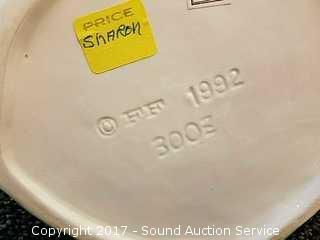 PRICE
SHARON
© FF 1992
3003
Copyright 2017 - Sound Auction Service